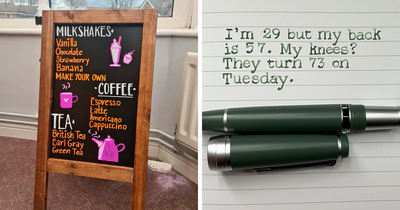 MILKSHAKES
Vanilla
Chocolate
Strawberry
Banana
MAKE YOUR OWN
COFFEE
Espresso
Latte
Americano
Cappuccino
TEA
British Tea
Earl Gray
Green Tea
I'm 29 but my back
is 57. My knees?
They turn 73 on
Tuesday.